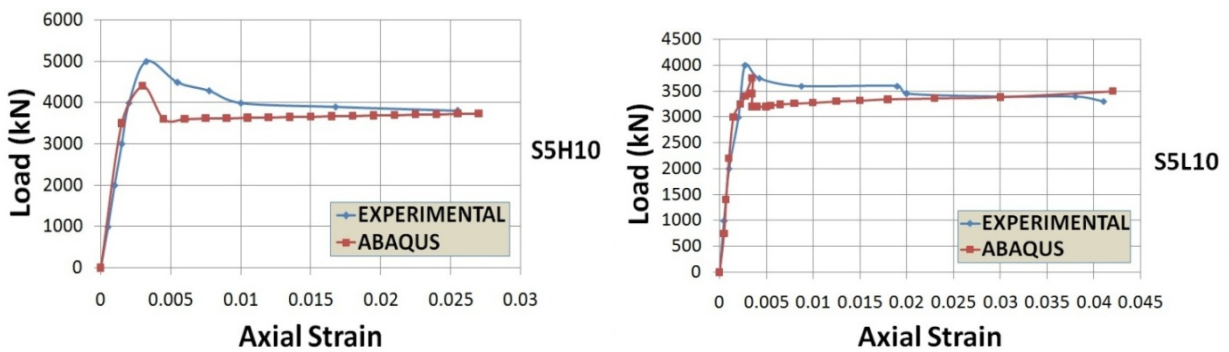 6000
5000
4000
3000
2000
1000
0
Load (kN)
0 0.005 0.01 0.015 0.02 0.025 0.03
Axial Strain
EXPERIMENTAL
ABAQUS
S5H10
4500
4000
3500
3000
2500
2000
1500
1000
500
0
Load (kN)
0 0.005 0.01 0.015 0.02 0.025 0.03 0.035 0.04 0.045
Axial Strain
EXPERIMENTAL
ABAQUS
S5L10